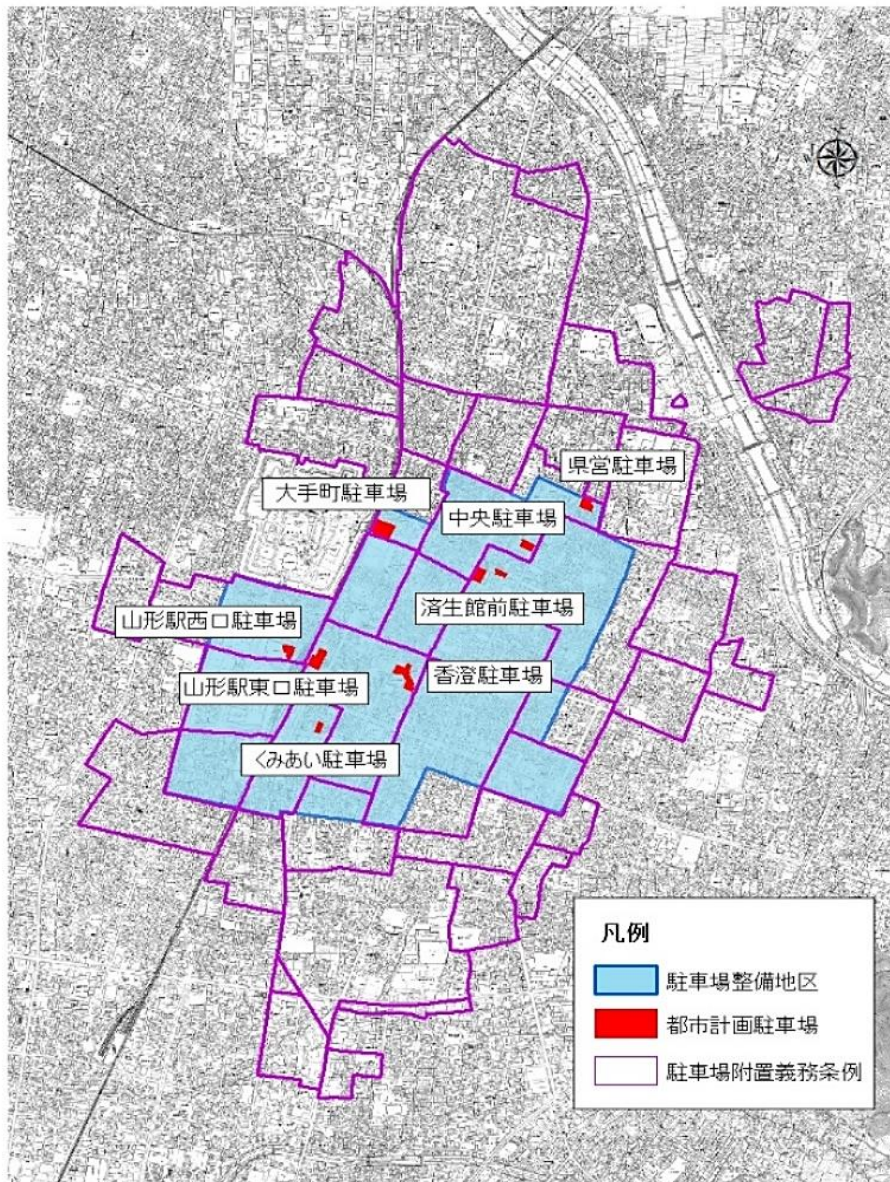 県営駐車場
大手町駐車場
中央駐車場
済生館前駐車場
山形駅西口駐車場
山形駅東口駐車場
香澄駐車場
くみあい駐車場
凡例
駐車場整備地区
都市計画駐車場
駐車場附置義務条例